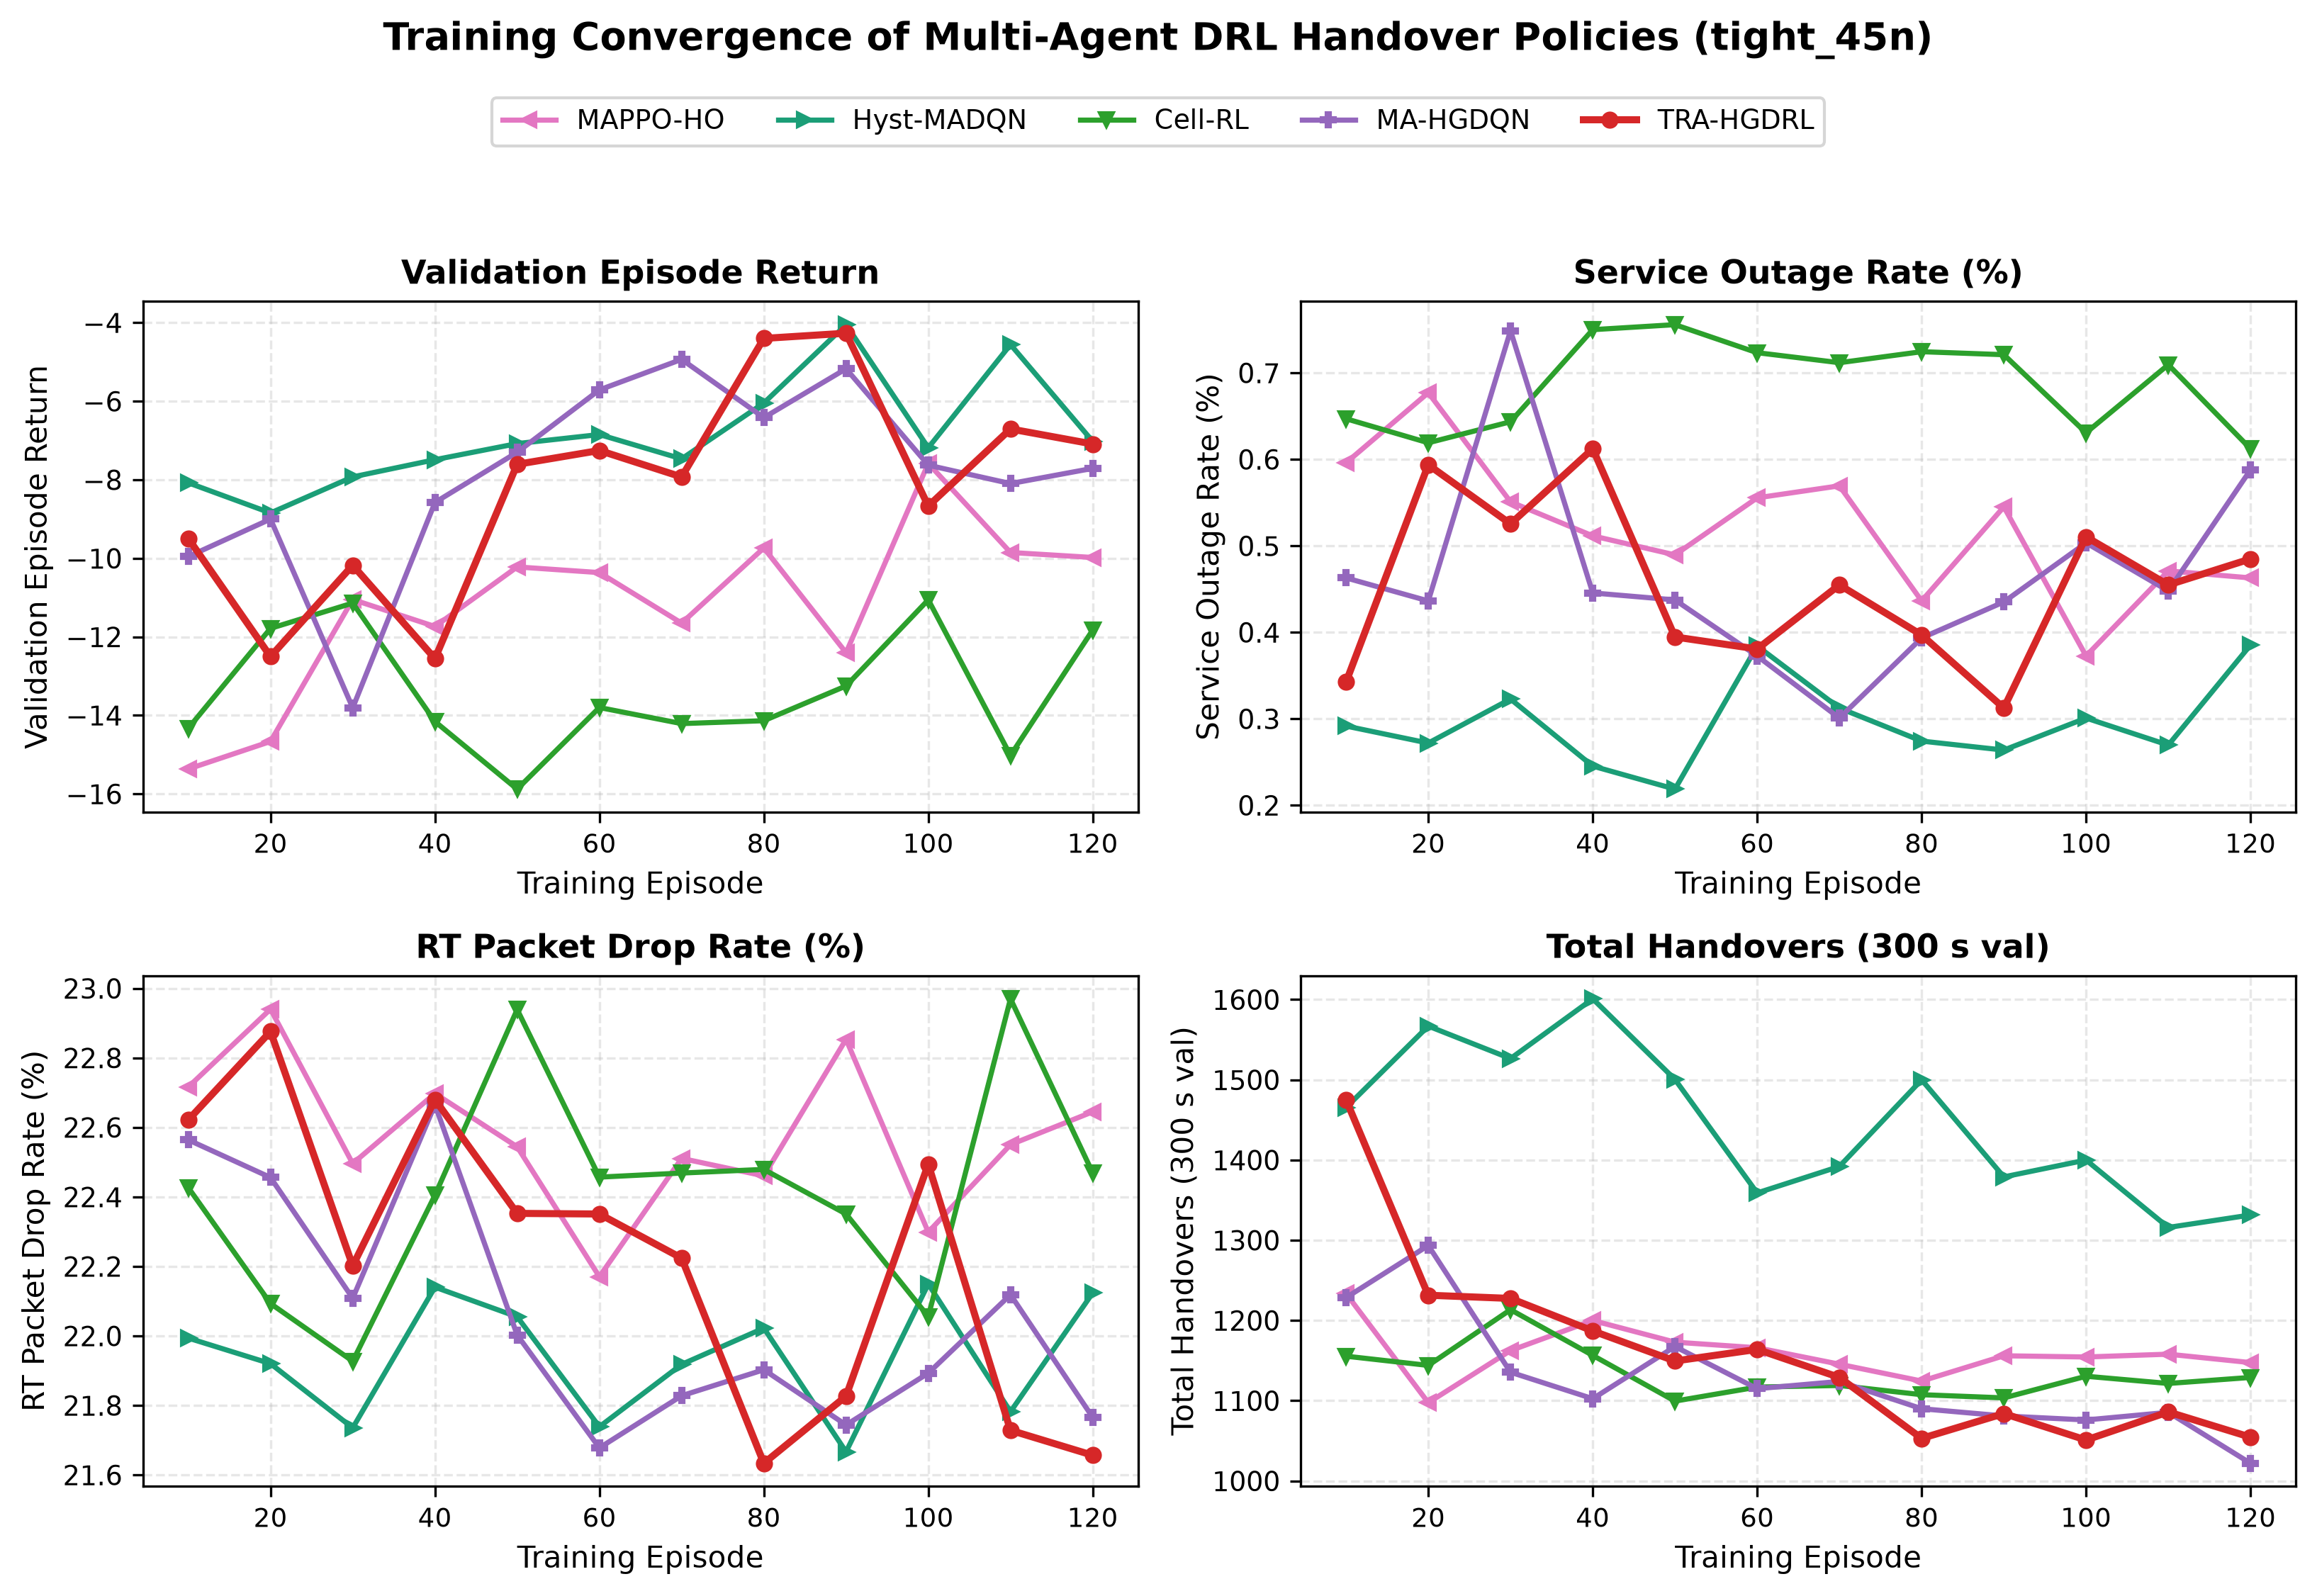 Training Convergence of Multi-Agent DRL Handover Policies (tight_45n)
MAPPO-HO Hyst-MADQN Cell-RL MA-HGDQN TRA-HGDRL
Validation Episode Return
Validation Episode Return
−4
−6
−8
−10
−12
−14
−16
20 40 60 80 100 120
Training Episode
Service Outage Rate (%)
Service Outage Rate (%)
0.7
0.6
0.5
0.4
0.3
0.2
20 40 60 80 100 120
Training Episode
RT Packet Drop Rate (%)
RT Packet Drop Rate (%)
23.0
22.8
22.6
22.4
22.2
22.0
21.8
21.6
20 40 60 80 100 120
Training Episode
Total Handovers (300 s val)
Total Handovers (300 s val)
1600
1500
1400
1300
1200
1100
1000
20 40 60 80 100 120
Training Episode